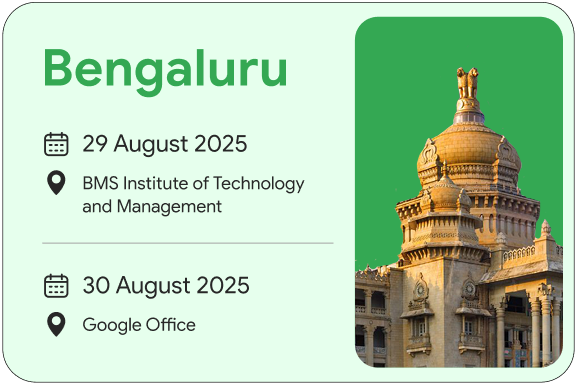 Bengaluru
29 August 2025
BMS Institute of Technology
and Management
30 August 2025
Google Office